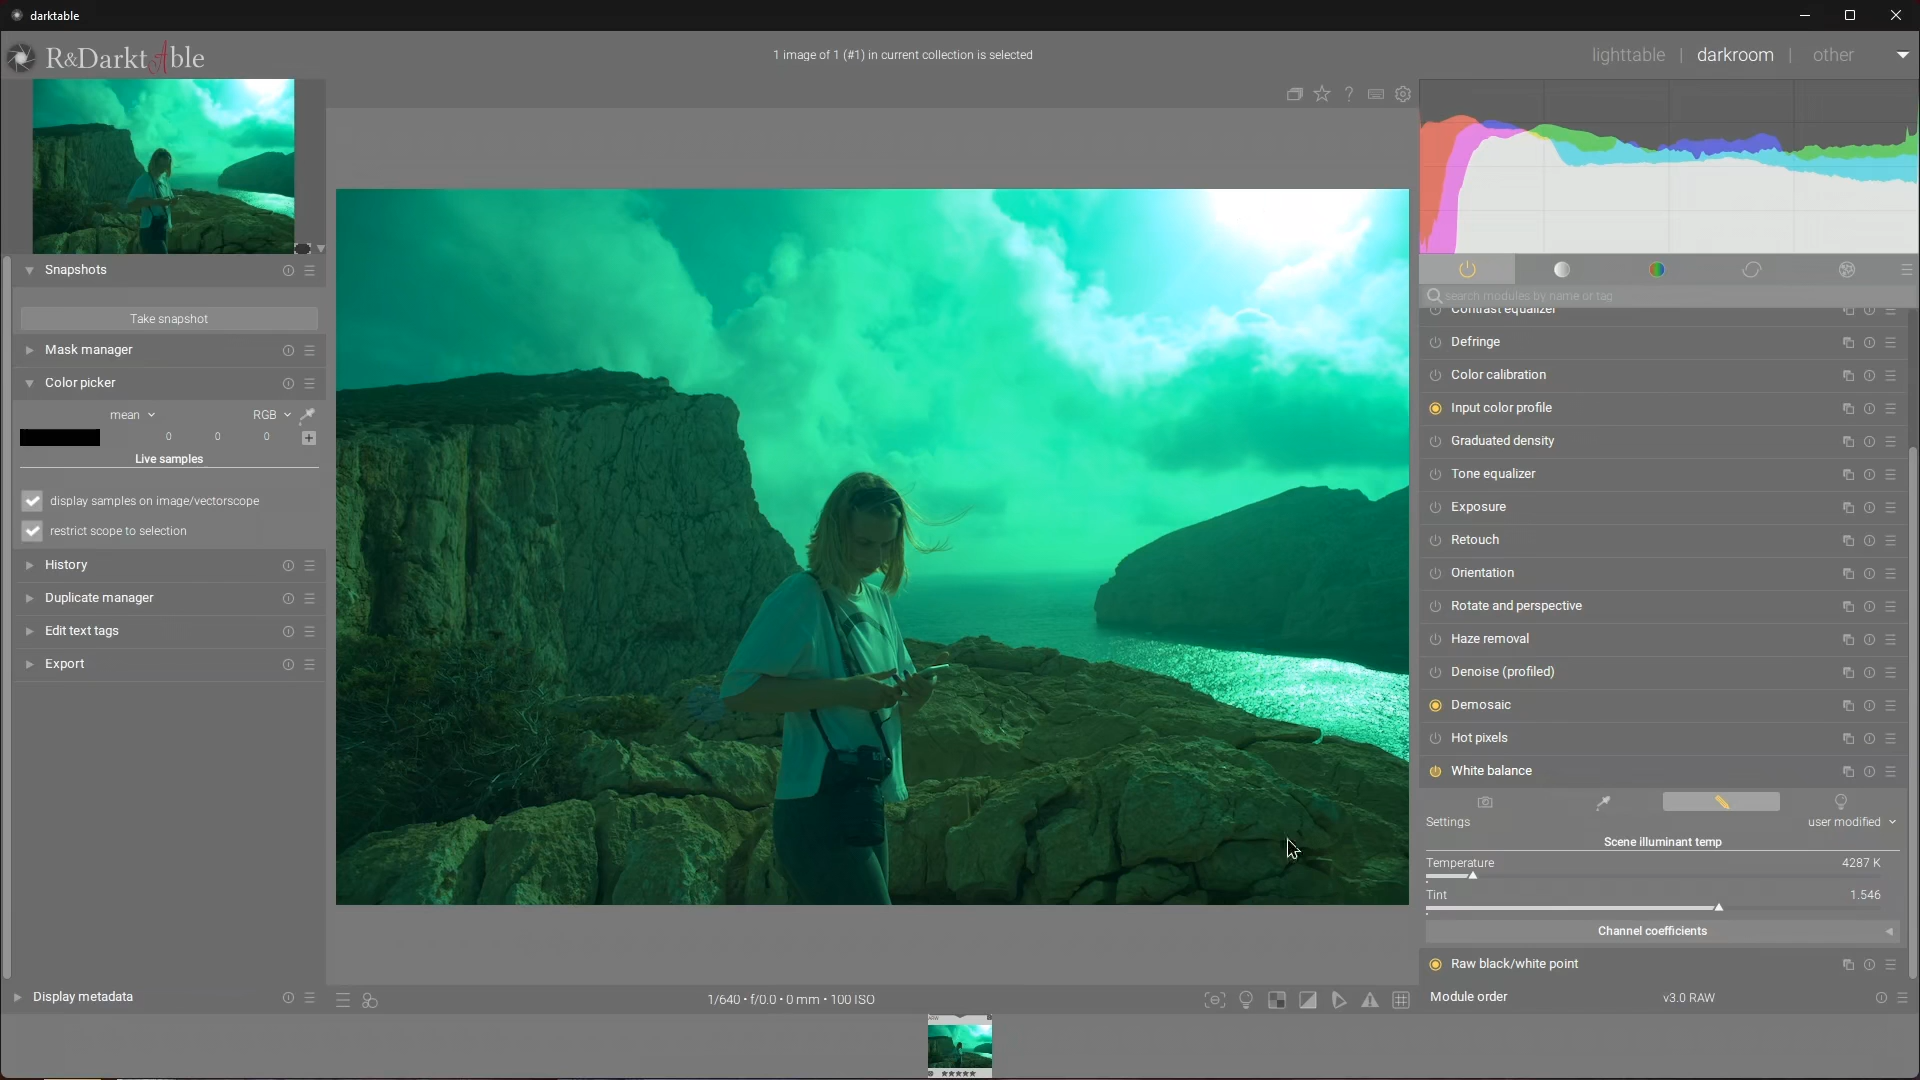 darktable
R&DarktAble
1 image of 1 (#1) in current collection is selected
lighttable | darkroom | other
Snapshots
Take snapshot
Mask manager
Color picker
mean RGB
0 0 0
Live samples
display samples on image/vectorscope
restrict scope to selection
History
Duplicate manager
Edit text tags
Export
Display metadata
1/640 • f/0.0 • 0 mm • 100 ISO
search modules by name or tag
Contrast equalizer
Defringe
Color calibration
Input color profile
Graduated density
Tone equalizer
Exposure
Retouch
Orientation
Rotate and perspective
Haze removal
Denoise (profiled)
Demosaic
Hot pixels
White balance
Settings user modified
Scene illuminant temp
Temperature 4287 K
Tint 1.546
Channel coefficients
Raw black/white point
Module order v3.0 RAW